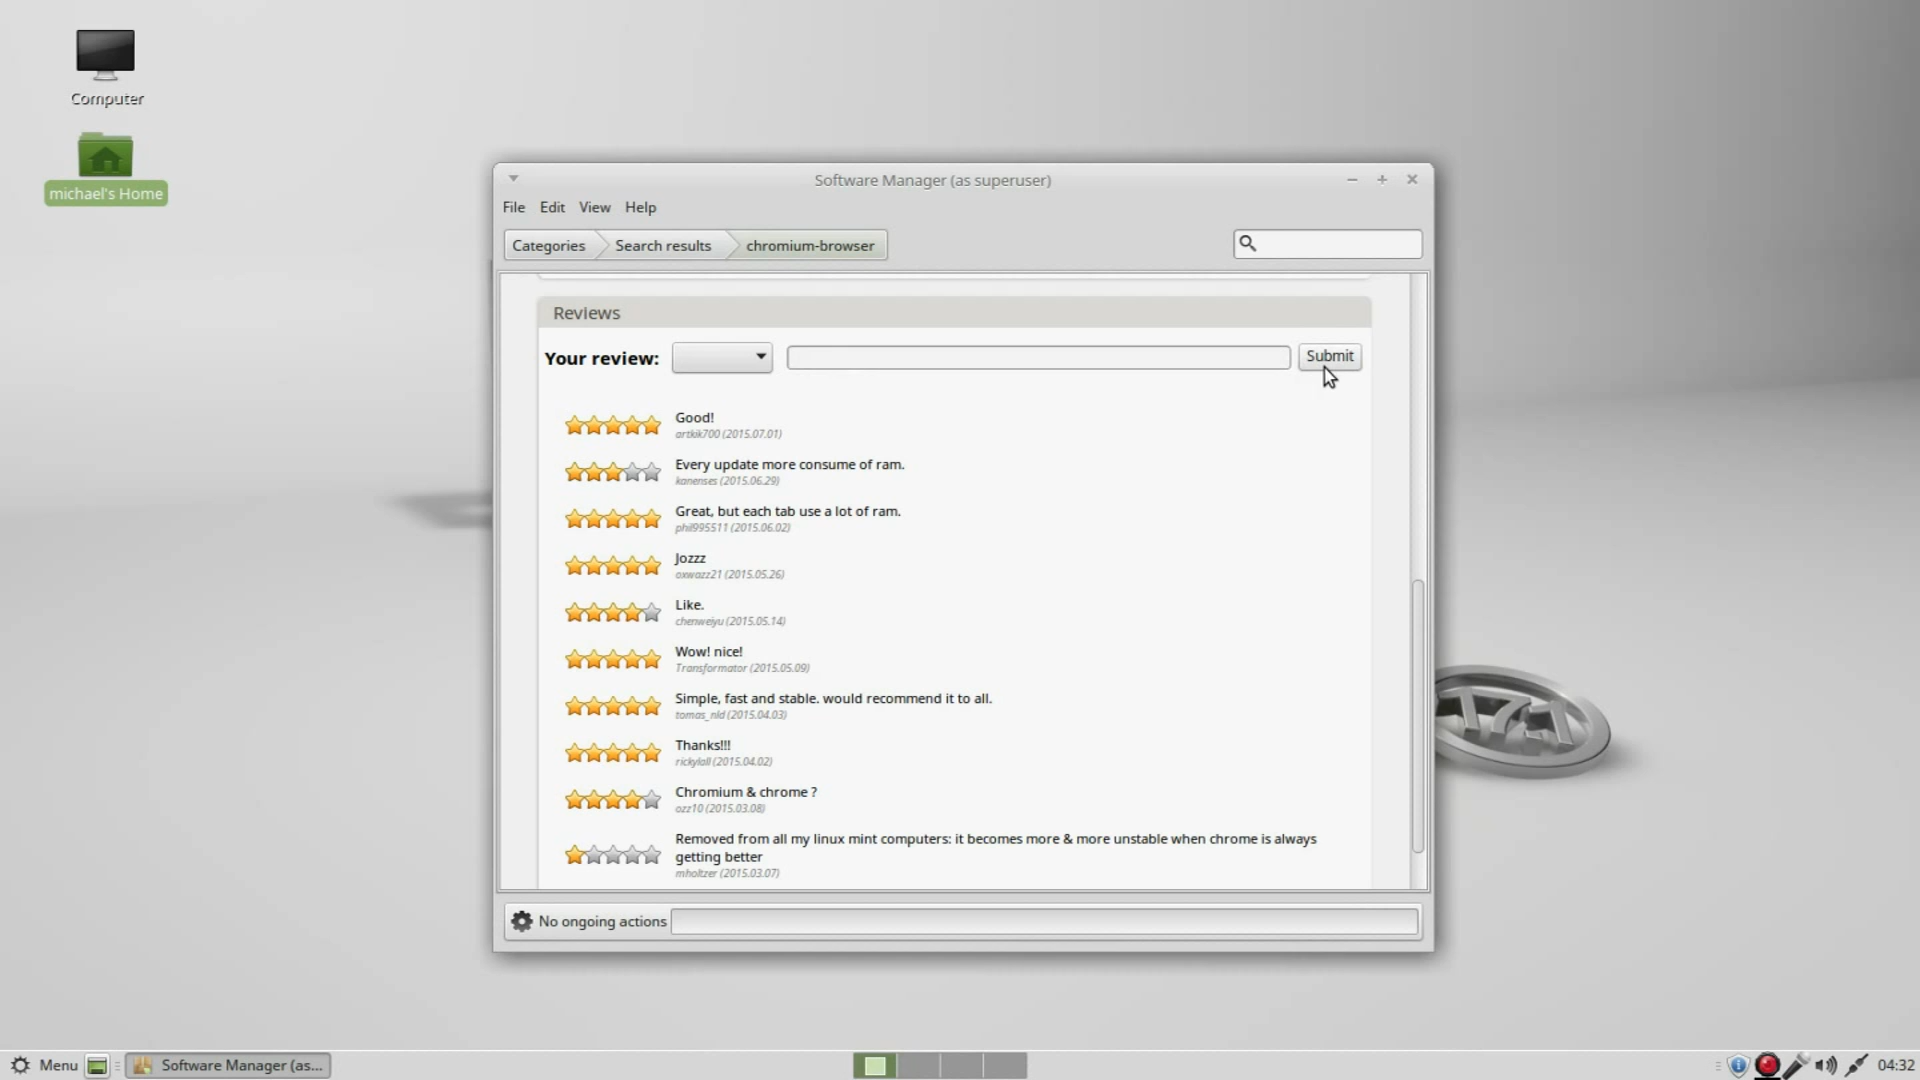 Computer
michael's Home
Software Manager (as superuser)
File Edit View Help
Categories Search results chromium-browser
Reviews
Your review: Submit
Good!
artkik700 (2015.07.01)
Every update more consume of ram.
kanenses (2015.06.29)
Great, but each tab use a lot of ram.
phil995511 (2015.06.02)
Jozzz
oxwazz21 (2015.05.26)
Like.
chenweiyu (2015.05.14)
Wow! nice!
Transformator (2015.05.09)
Simple, fast and stable. would recommend it to all.
tomas_nld (2015.04.03)
Thanks!!!
rickylall (2015.04.02)
Chromium & chrome ?
ozz10 (2015.03.08)
Removed from all my linux mint computers: it becomes more & more unstable when chrome is always
getting better
mholtzer (2015.03.07)
17.1
No ongoing actions
Menu Software Manager (as... 04:32